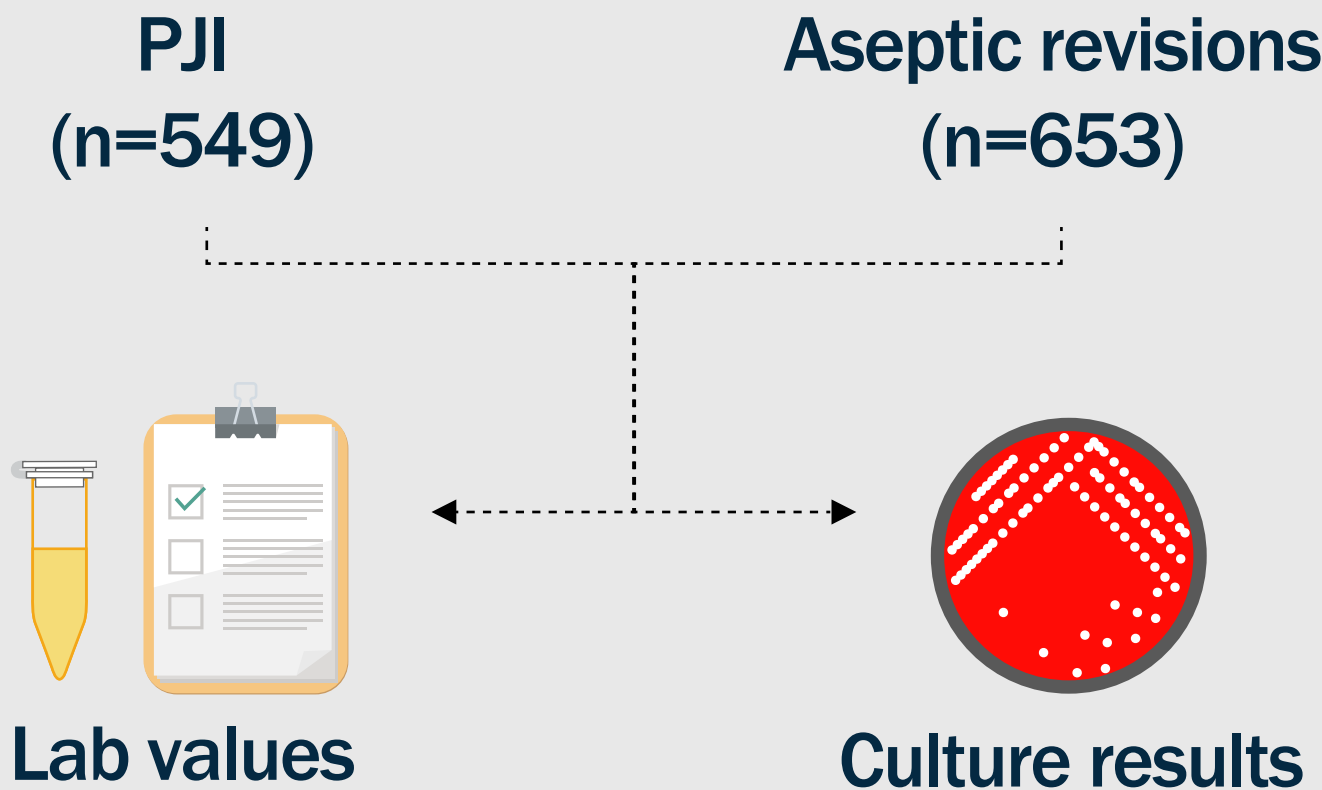 PJI
(n=549)
Aseptic revisions
(n=653)
Lab values
Culture results